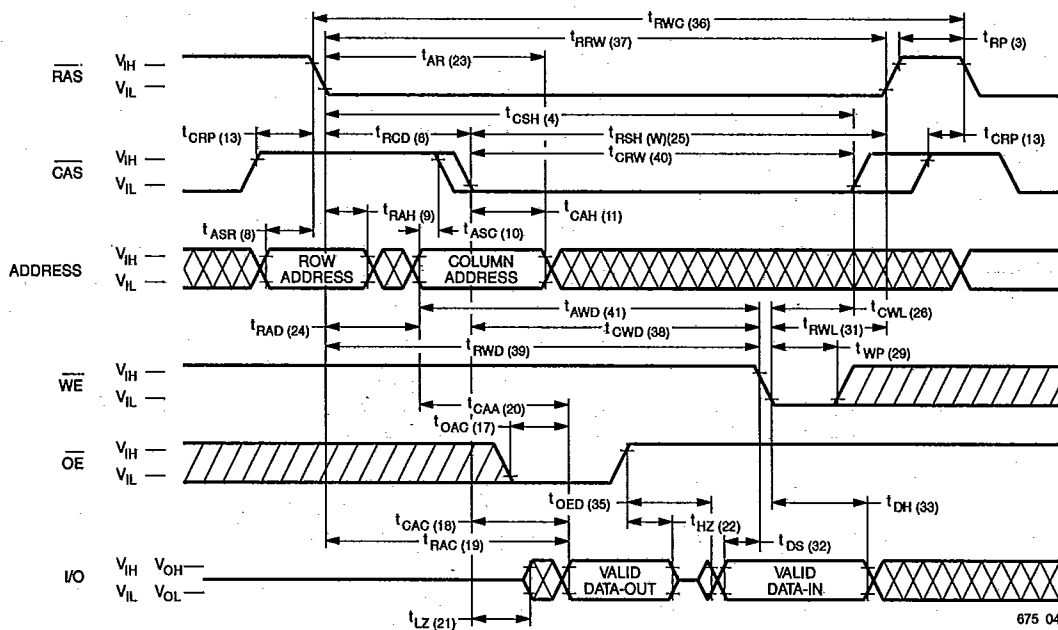 tRWC (36)
tRRW (37)
tRP (3)
tAR (23)
RAS VIH
VIL
tCSH (4)
tCRP (13)
tRCD (6)
tRSH (W)(25)
tCRP (13)
tCRW (40)
CAS VIH
VIL
tRAH (9)
tCAH (11)
tASR (8)
tASC (10)
ADDRESS VIH
VIL
ROW ADDRESS
COLUMN ADDRESS
tAWD (41)
tCWL (26)
tRAD (24)
tCWD (38)
tRWL (31)
tRWD (39)
tWP (29)
WE VIH
VIL
tCAA (20)
tOAC (17)
OE VIH
VIL
tOED (35)
tDH (33)
tCAC (18)
tHZ (22)
tRAC (19)
tDS (32)
I/O VIH VOH
VIL VOL
VALID DATA-OUT
VALID DATA-IN
tLZ (21)
675 04